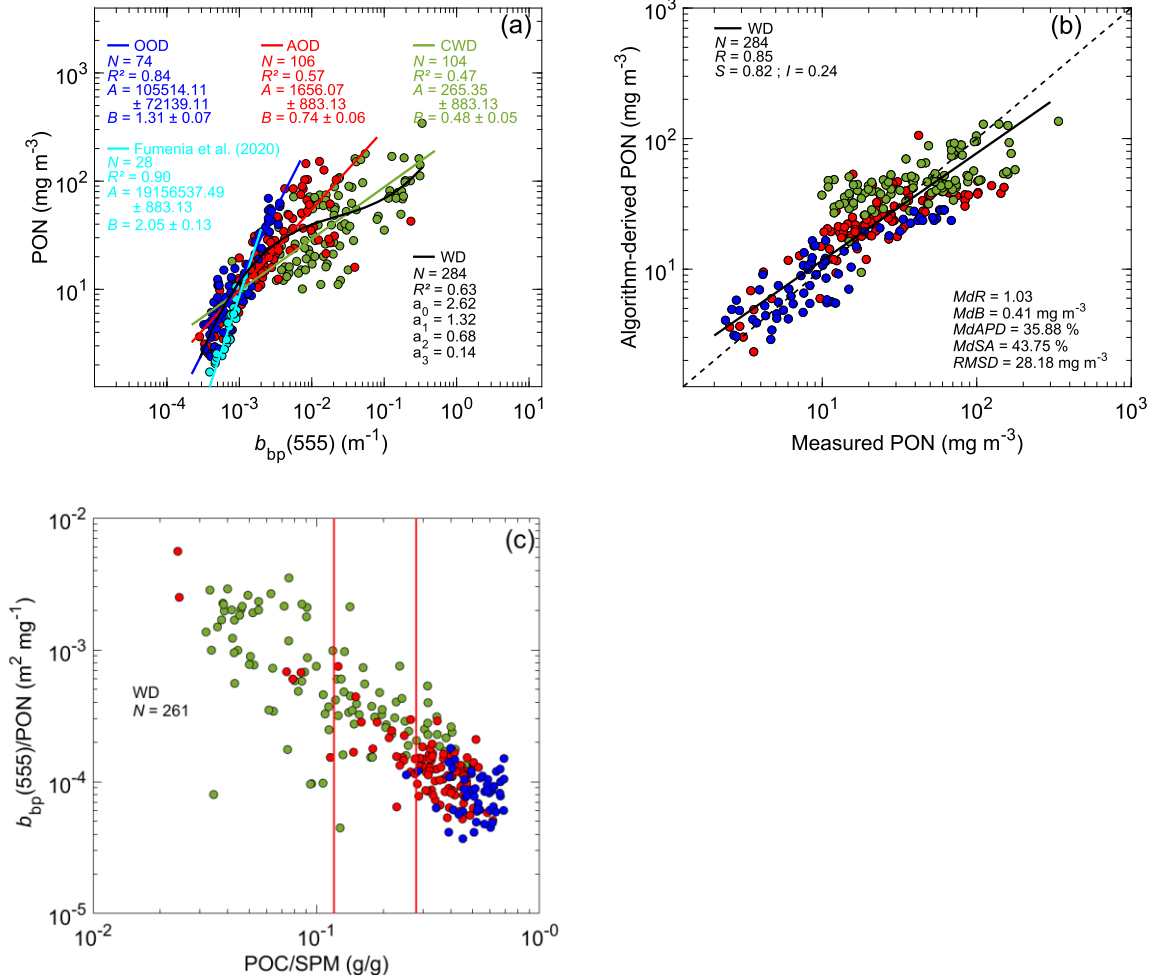 (a)
OOD
N = 74
R² = 0.84
A = 105514.11
± 72139.11
B = 1.31 ± 0.07
AOD
N = 106
R² = 0.57
A = 1656.07
± 883.13
B = 0.74 ± 0.06
CWD
N = 104
R² = 0.47
A = 265.35
± 883.13
B = 0.48 ± 0.05
Fumenia et al. (2020)
N = 28
R² = 0.90
A = 19156537.49
± 883.13
B = 2.05 ± 0.13
WD
N = 284
R² = 0.63
a₀ = 2.62
a₁ = 1.32
a₂ = 0.68
a₃ = 0.14
10³
10²
10¹
PON (mg m⁻³)
10⁻⁴ 10⁻³ 10⁻² 10⁻¹ 10⁰ 10¹
b_bp(555) (m⁻¹)
(b)
WD
N = 284
R = 0.85
S = 0.82 ; I = 0.24
MdR = 1.03
MdB = 0.41 mg m⁻³
MdAPD = 35.88 %
MdSA = 43.75 %
RMSD = 28.18 mg m⁻³
10³
10²
10¹
Algorithm-derived PON (mg m⁻³)
10¹ 10² 10³
Measured PON (mg m⁻³)
(c)
WD
N = 261
10⁻²
10⁻³
10⁻⁴
10⁻⁵
b_bp(555)/PON (m² mg⁻¹)
10⁻² 10⁻¹ 10⁻⁰
POC/SPM (g/g)